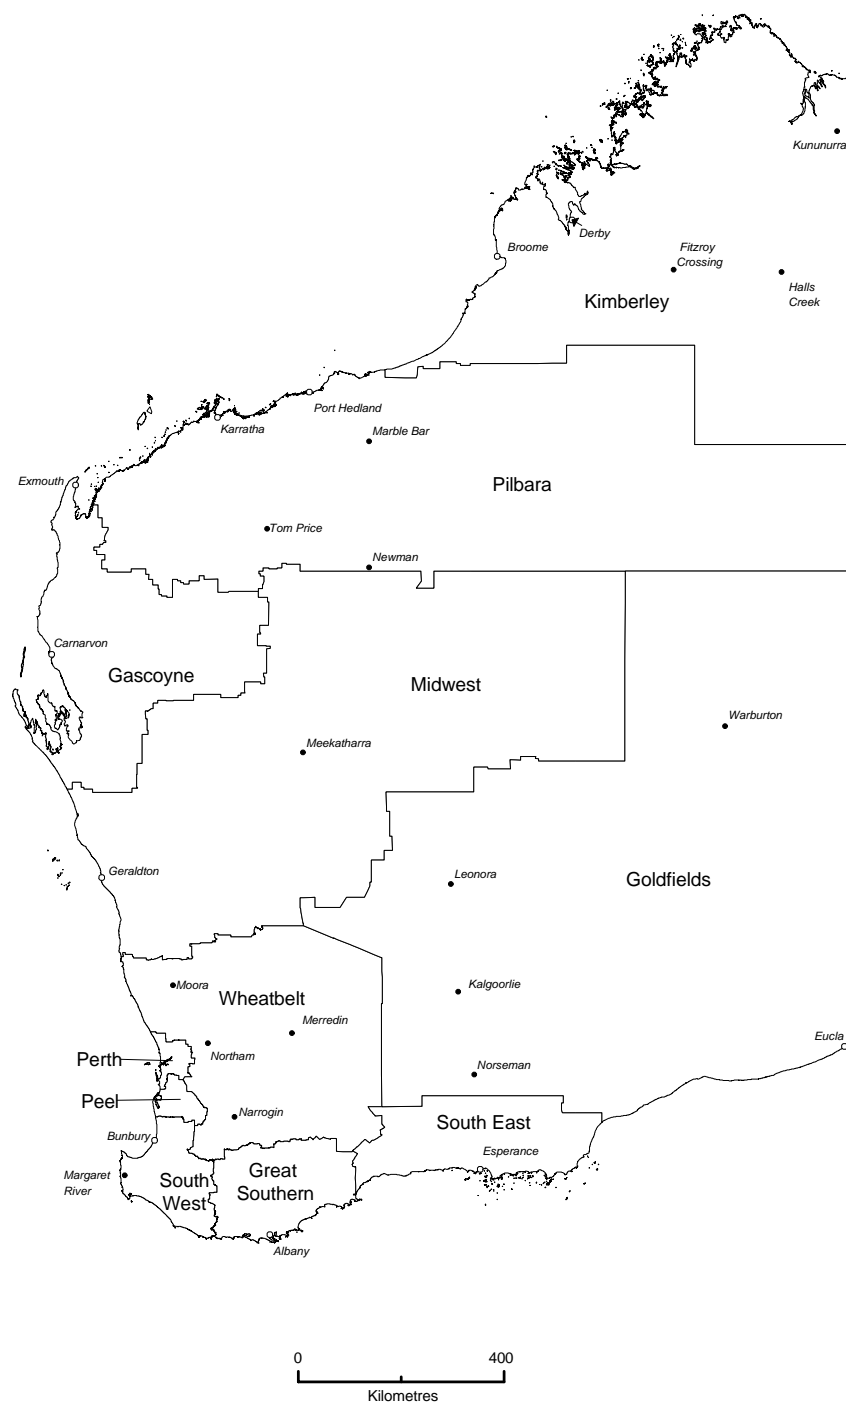 Kununurra
Derby
Broome
Fitzroy
Crossing
Halls
Creek
Kimberley
Port Hedland
Karratha
Marble Bar
Exmouth
Pilbara
Tom Price
Newman
Carnarvon
Gascoyne
Midwest
Warburton
Meekatharra
Geraldton
Leonora
Goldfields
Moora
Kalgoorlie
Wheatbelt
Merredin
Eucla
Perth
Northam
Norseman
Peel
Narrogin
South East
Bunbury
Esperance
Margaret
River
South
West
Great
Southern
Albany
0 400
Kilometres